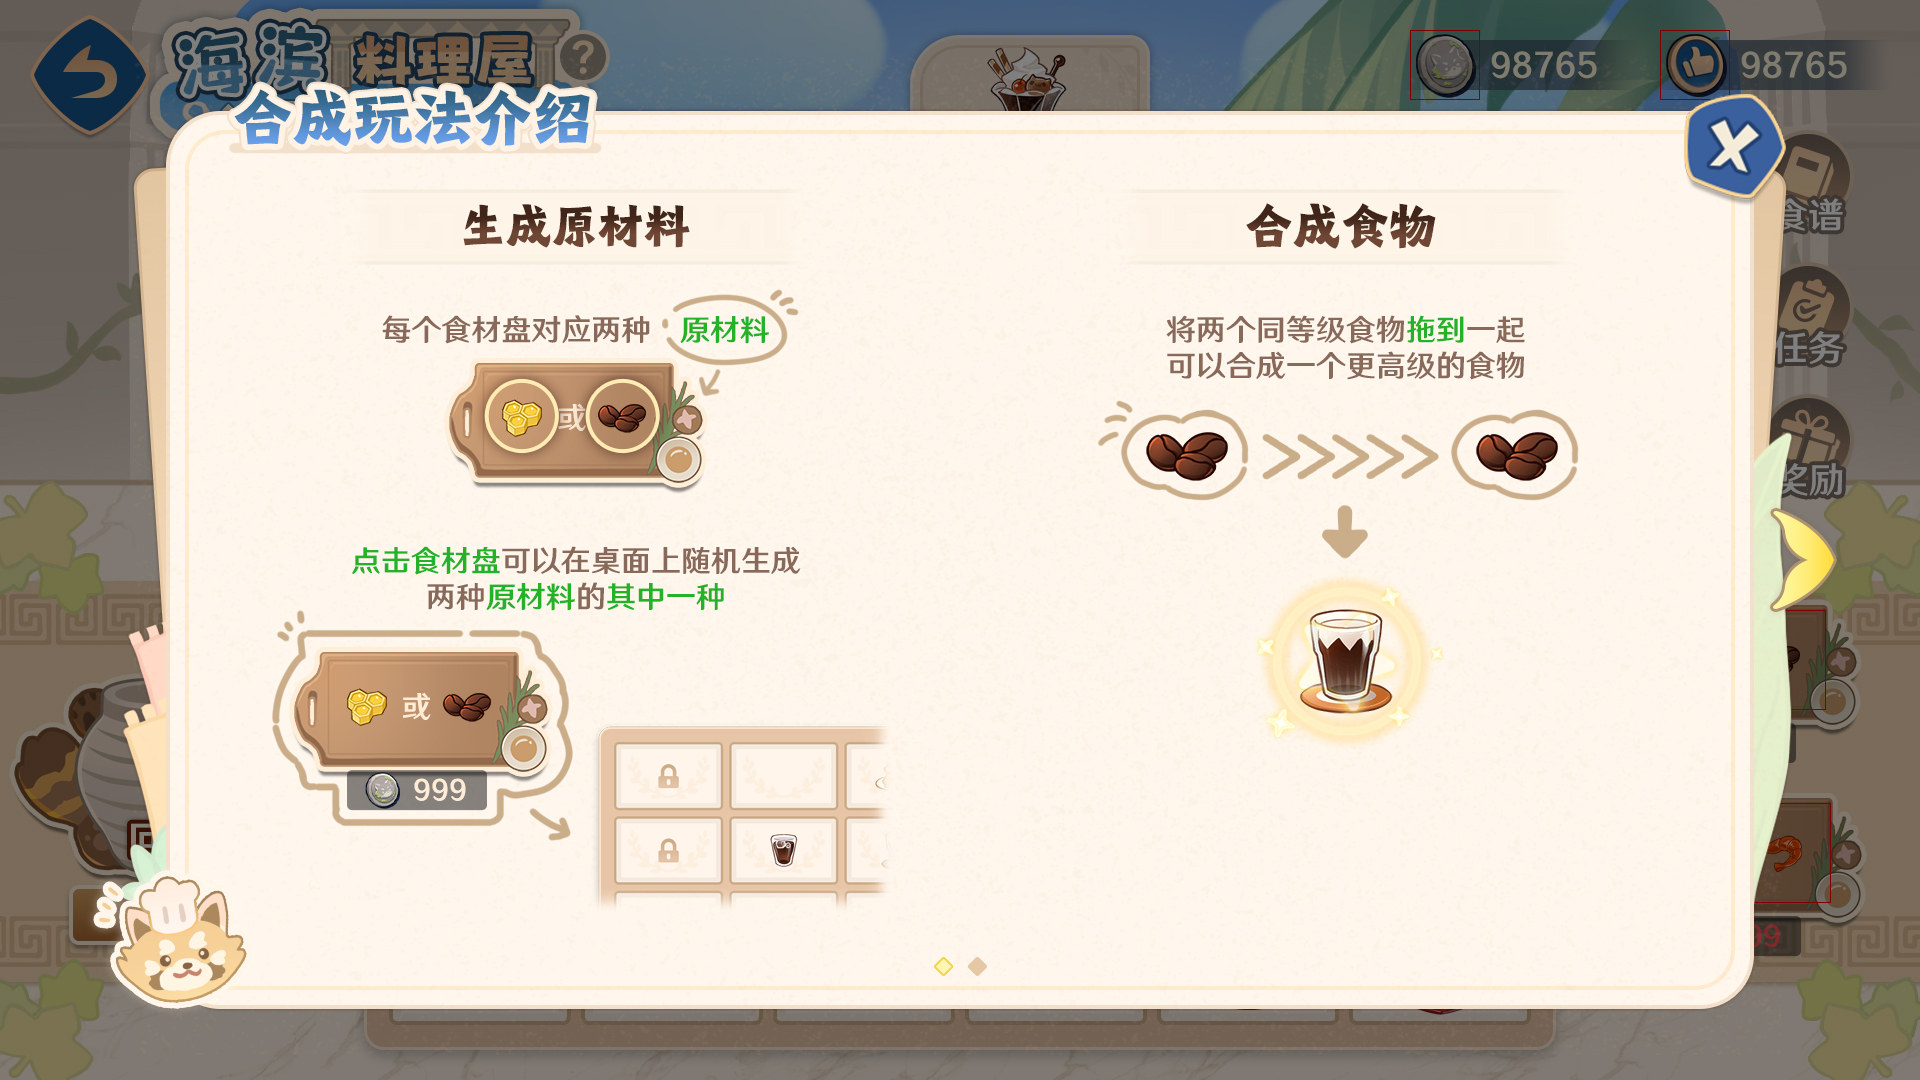 海滨料理屋
?
98765
98765
合成玩法介绍
X
食谱
任务
奖励
生成原材料
每个食材盘对应两种 原材料
或
点击食材盘可以在桌面上随机生成
两种原材料的其中一种
或
999
合成食物
将两个同等级食物拖到一起
可以合成一个更高级的食物
99